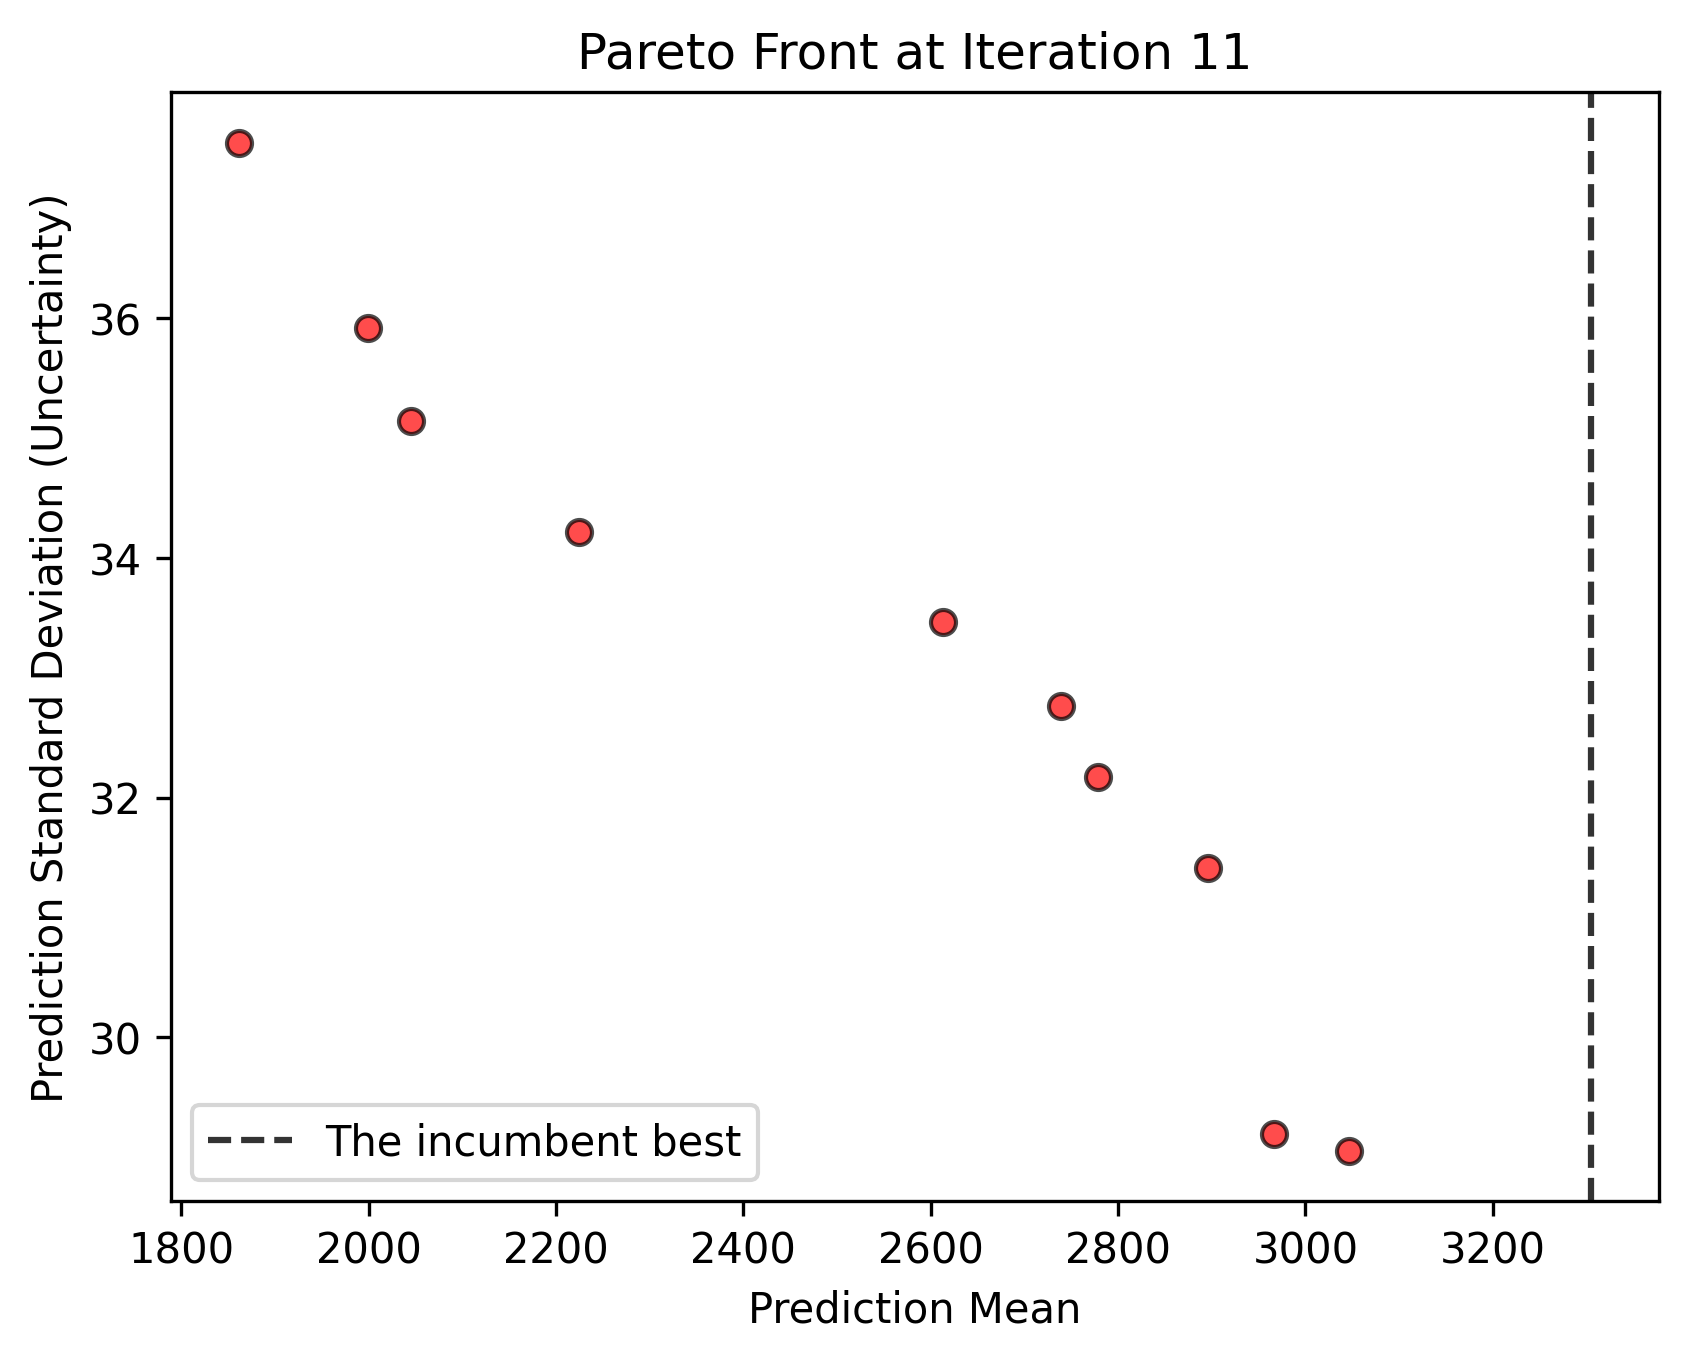 Pareto Front at Iteration 11
Prediction Standard Deviation (Uncertainty)
36
34
32
30
The incumbent best
1800 2000 2200 2400 2600 2800 3000 3200
Prediction Mean